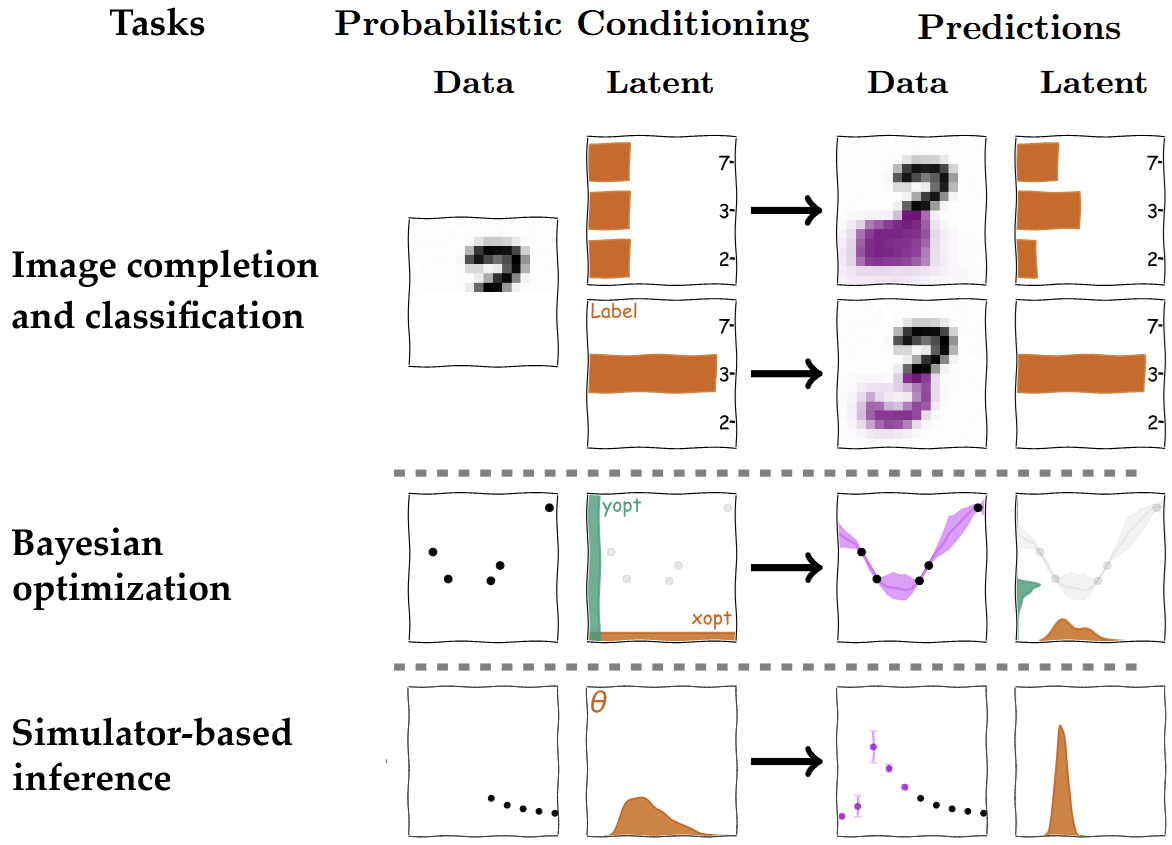 Tasks
Probabilistic Conditioning
Predictions
Data
Latent
Data
Latent
Image completion
and classification
7-
3-
2-
7-
3-
2-
Label
7-
3-
2-
7-
3-
2-
Bayesian
optimization
yopt
xopt
Simulator-based
inference
θ